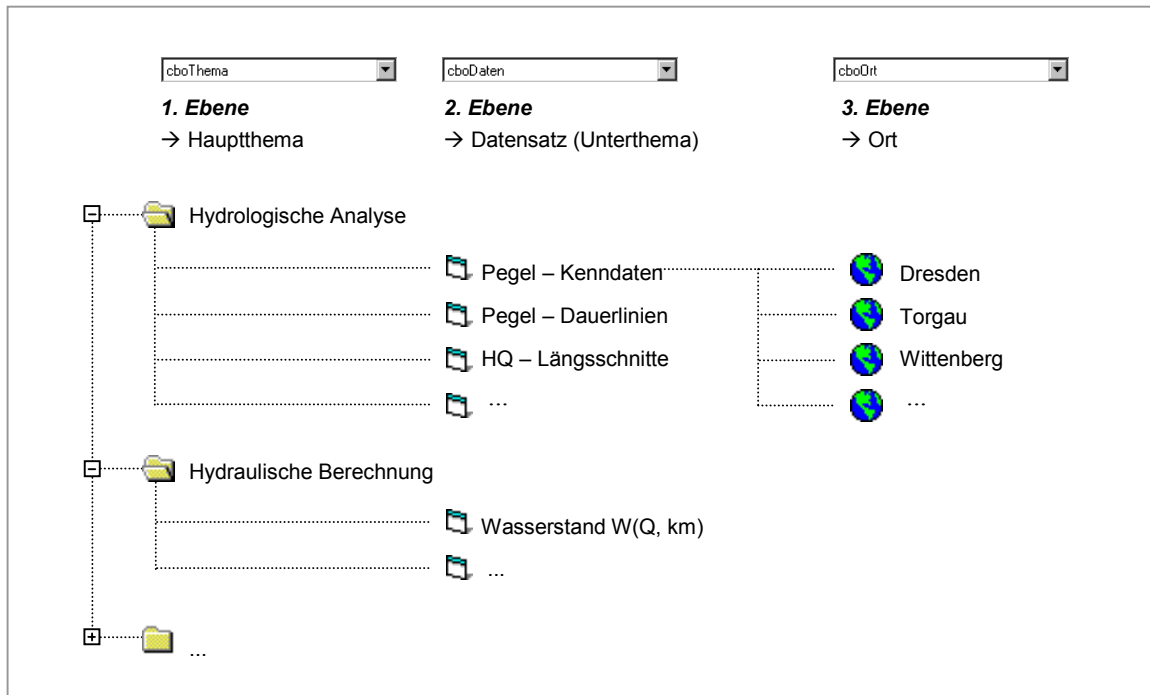 cboThema cboDaten cboOrt
1. Ebene 2. Ebene 3. Ebene
→ Hauptthema → Datensatz (Unterthema) → Ort
Hydrologische Analyse
Pegel – Kenndaten Dresden
Pegel – Dauerlinien Torgau
HQ – Längsschnitte Wittenberg
... ...
Hydraulische Berechnung
Wasserstand W(Q, km)
...
...